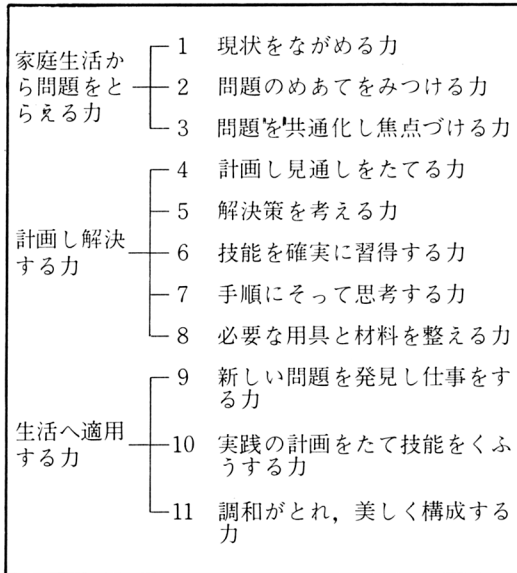 家庭生活か
ら問題をと
らえる力
1 現状をながめる力
2 問題のめあてをみつける力
3 問題を共通化し焦点づける力
計画し解決
する力
4 計画し見通しをたてる力
5 解決策を考える力
6 技能を確実に習得する力
7 手順にそって思考する力
8 必要な用具と材料を整える力
生活へ適用
する力
9 新しい問題を発見し仕事をす
る力
10 実践の計画をたて技能をくふ
うする力
11 調和がとれ，美しく構成する
力